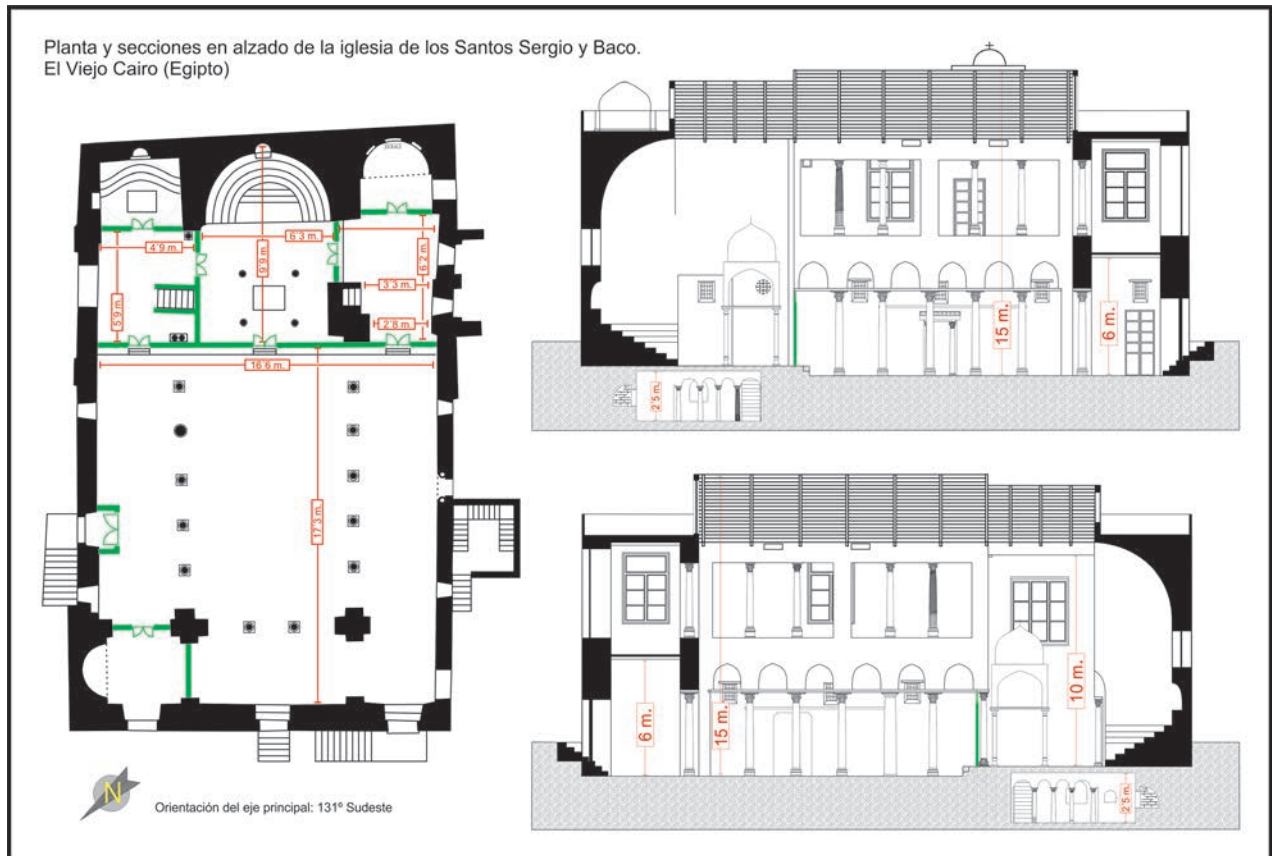 Planta y secciones en alzado de la iglesia de los Santos Sergio y Baco.
El Viejo Cairo (Egipto)
4'9 m.
5'9 m.
6'3 m.
9'9 m.
6'2 m.
3'3 m.
2'8 m.
16'6 m.
17'3 m.
N
Orientación del eje principal: 131º Sudeste
15 m.
6 m.
2'5 m.
6 m.
15 m.
10 m.
2'5 m.